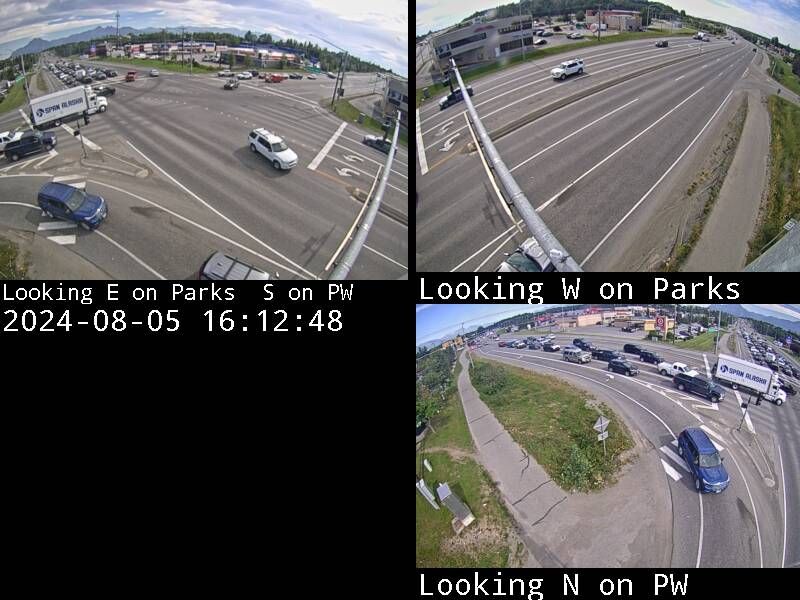 SPAN ALASKA
Looking E on Parks  S on PW
2024-08-05 16:12:48
Looking W on Parks
SPAN ALASKA
Looking N on PW